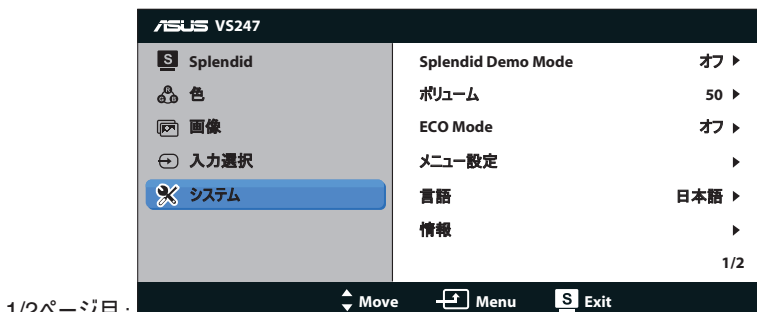 ASUS VS247
S Splendid
色
画像
入力選択
システム
Splendid Demo Mode オフ
ボリューム 50
ECO Mode オフ
メニュー設定
言語 日本語
情報
1/2
Move Menu S Exit
1/2ページ目 :